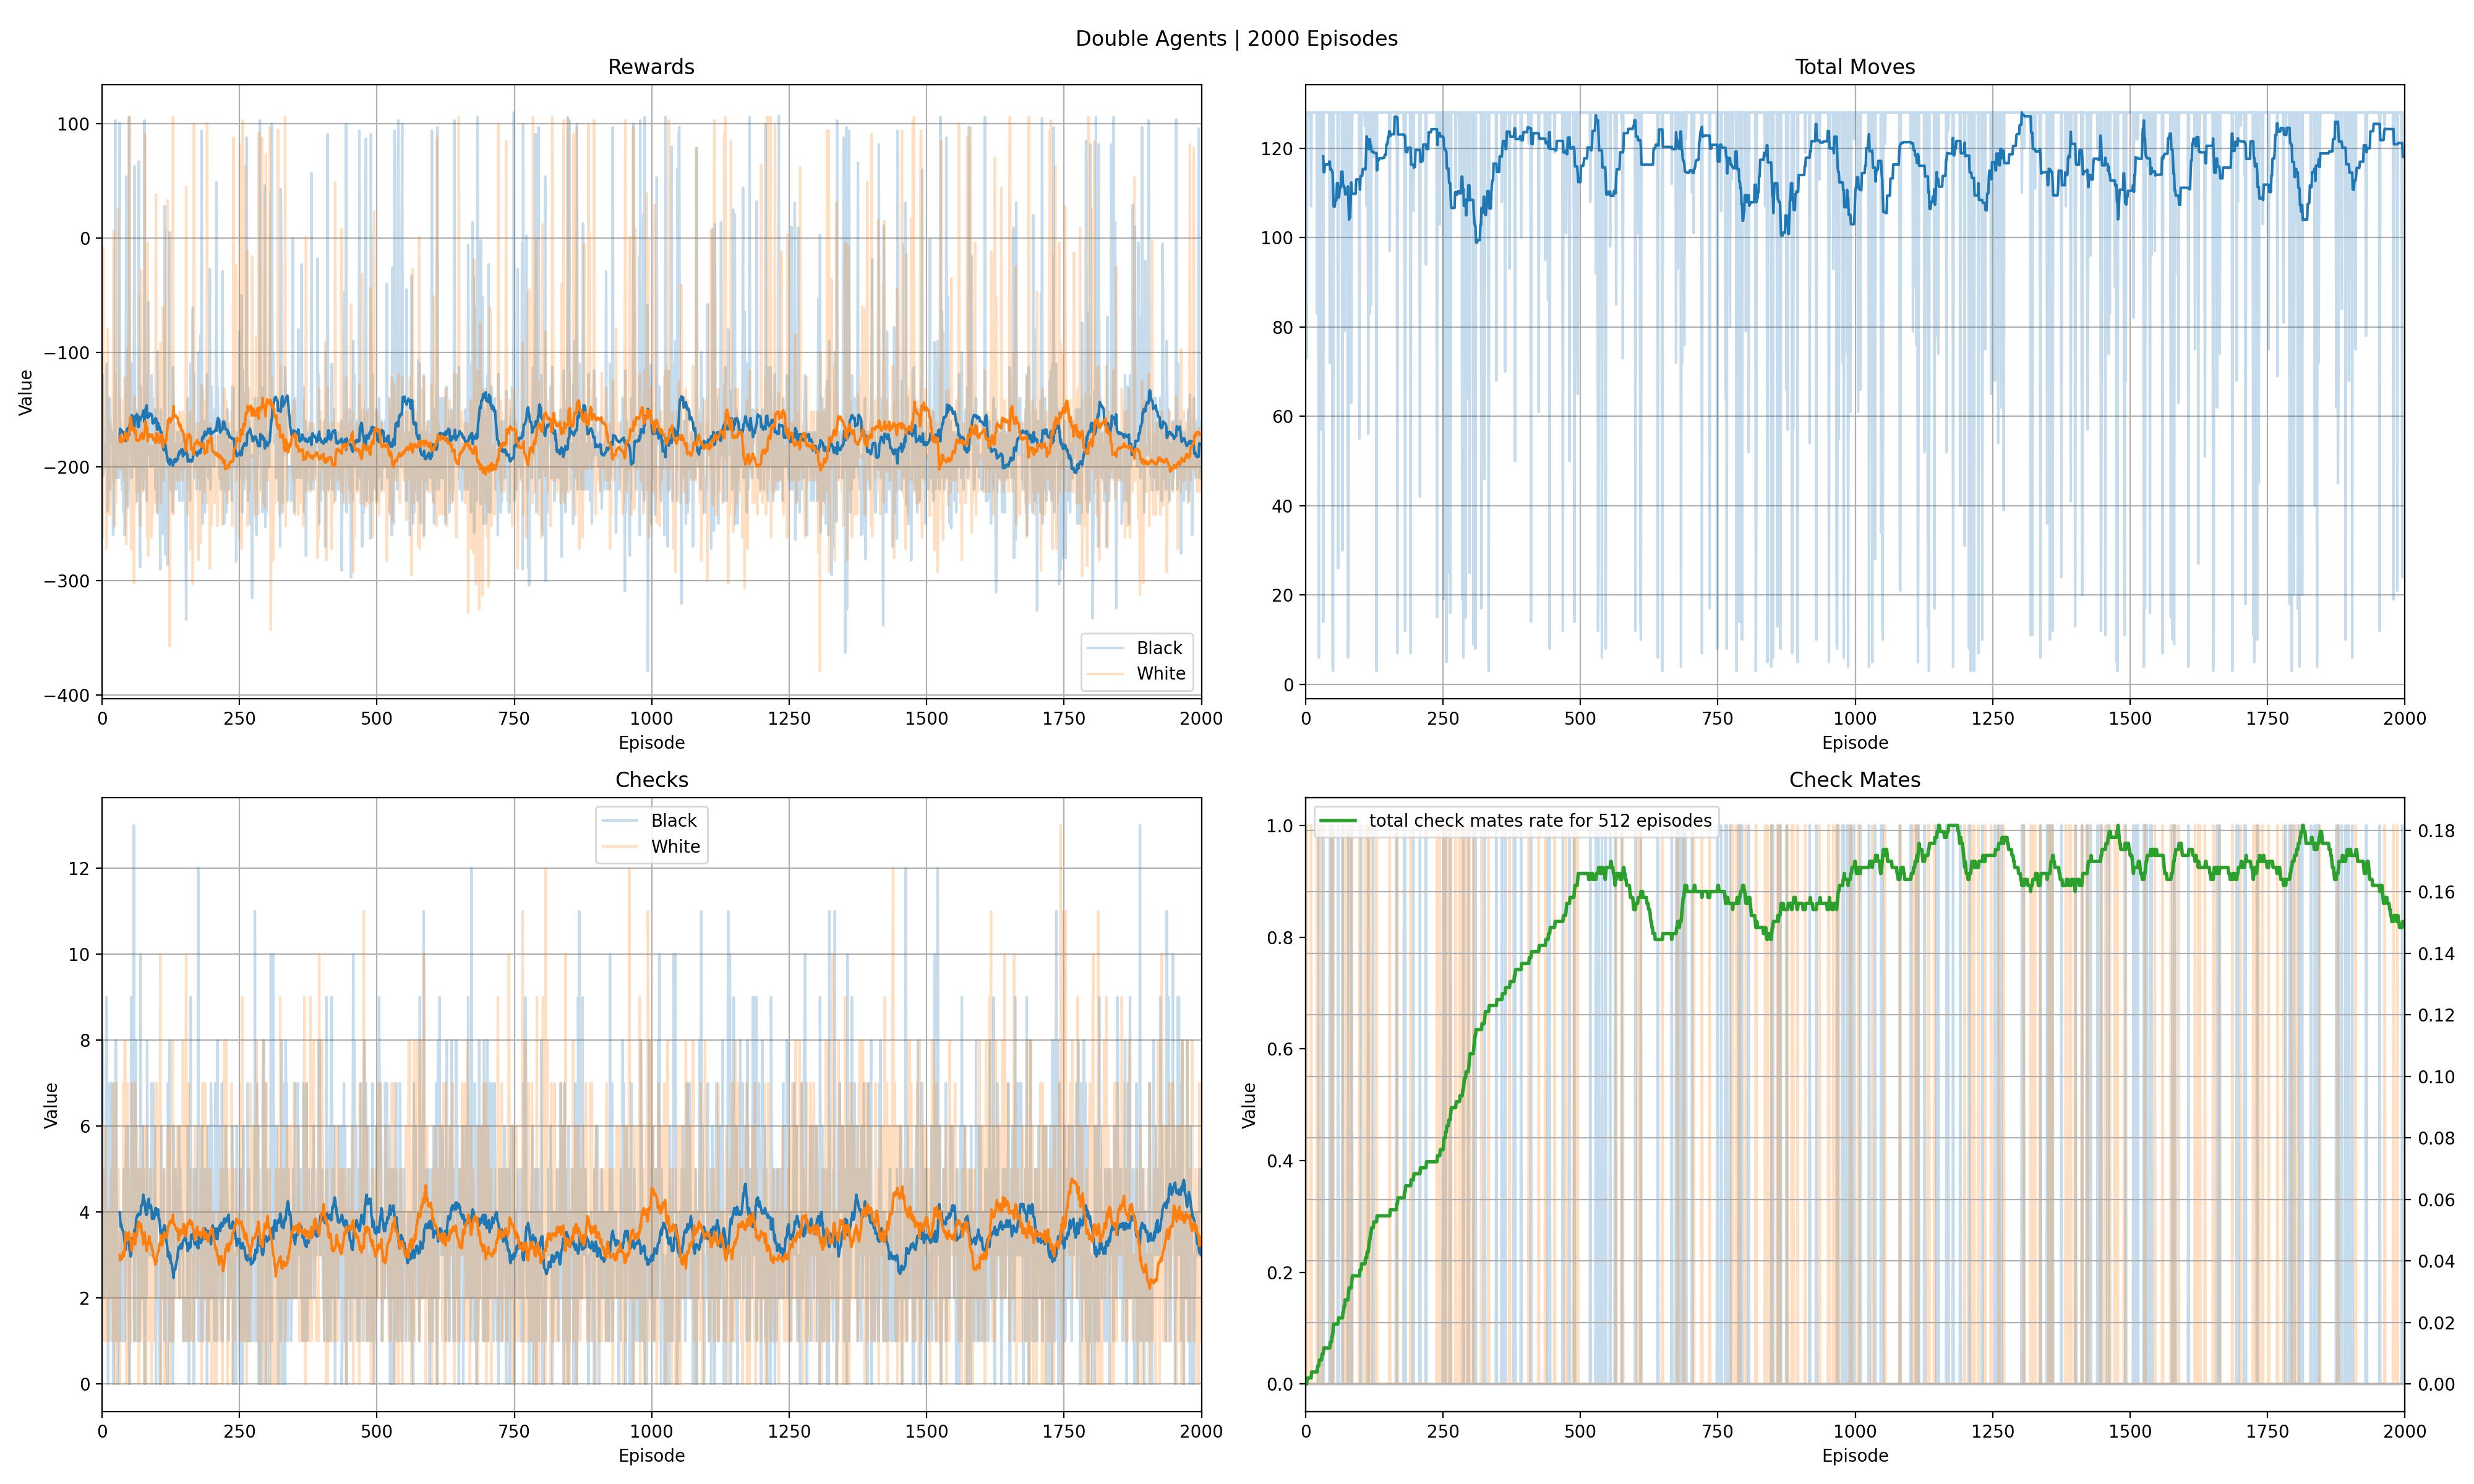 Double Agents | 2000 Episodes
Rewards
Value
100
0
−100
−200
−300
−400
Black
White
0 250 500 750 1000 1250 1500 1750 2000
Episode
Total Moves
120
100
80
60
40
20
0
0 250 500 750 1000 1250 1500 1750 2000
Episode
Checks
Value
12
10
8
6
4
2
0
Black
White
0 250 500 750 1000 1250 1500 1750 2000
Episode
Check Mates
Value
1.0
0.8
0.6
0.4
0.2
0.0
total check mates rate for 512 episodes
0.18
0.16
0.14
0.12
0.10
0.08
0.06
0.04
0.02
0.00
0 250 500 750 1000 1250 1500 1750 2000
Episode